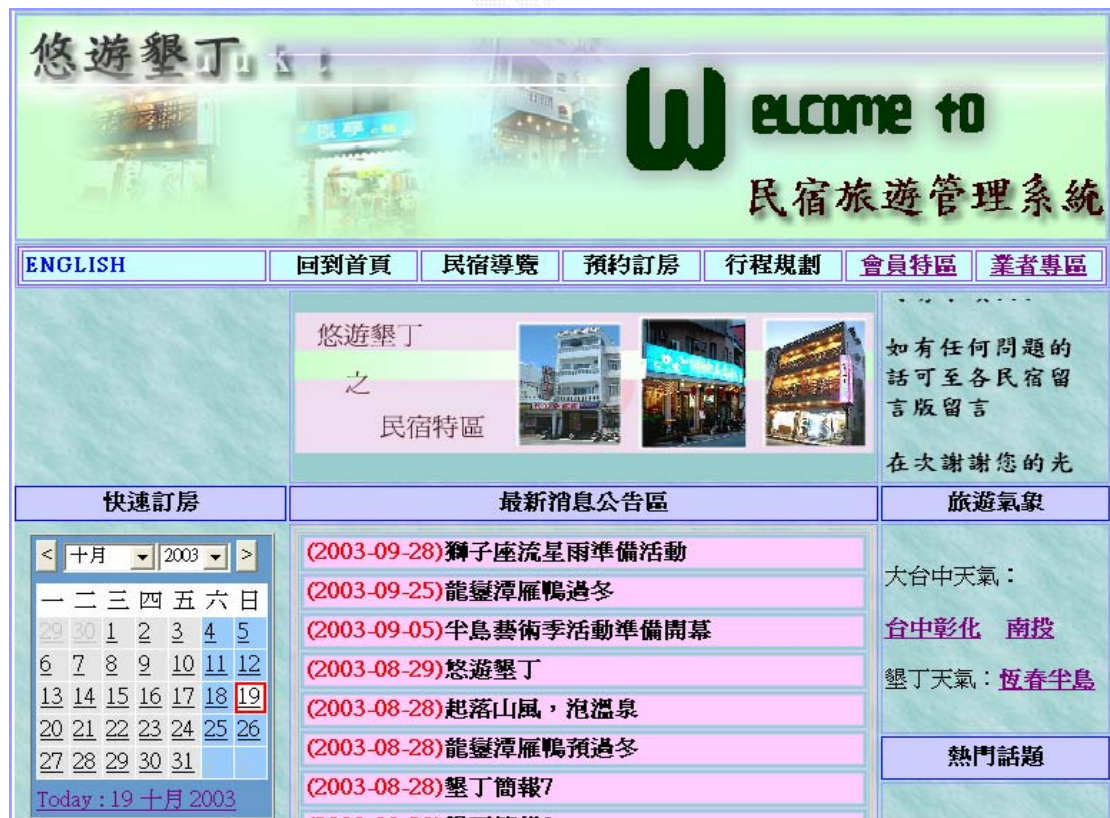 悠遊墾丁
Welcome to
民宿旅遊管理系統
ENGLISH 回到首頁 民宿導覽 預約訂房 行程規劃 會員特區 業者專區
悠遊墾丁
之
民宿特區
如有任何問題的
話可至各民宿留
言版留言
在次謝謝您的光
快速訂房 最新消息公告區 旅遊氣象
< 十月 2003 >
一 二 三 四 五 六 日
29 30 1 2 3 4 5
6 7 8 9 10 11 12
13 14 15 16 17 18 19
20 21 22 23 24 25 26
27 28 29 30 31
Today : 19 十月 2003
(2003-09-28)獅子座流星雨準備活動
(2003-09-25)龍鑾潭雁鴨過冬
(2003-09-05)半島藝術季活動準備開幕
(2003-08-29)悠遊墾丁
(2003-08-28)起落山風，泡溫泉
(2003-08-28)龍鑾潭雁鴨預過冬
(2003-08-28)墾丁簡報7
大台中天氣：
台中彰化 南投
墾丁天氣：恆春半島
熱門話題